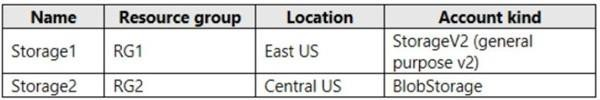 Name Resource group Location Account kind
Storage1 RG1 East US StorageV2 (general
purpose v2)
Storage2 RG2 Central US BlobStorage